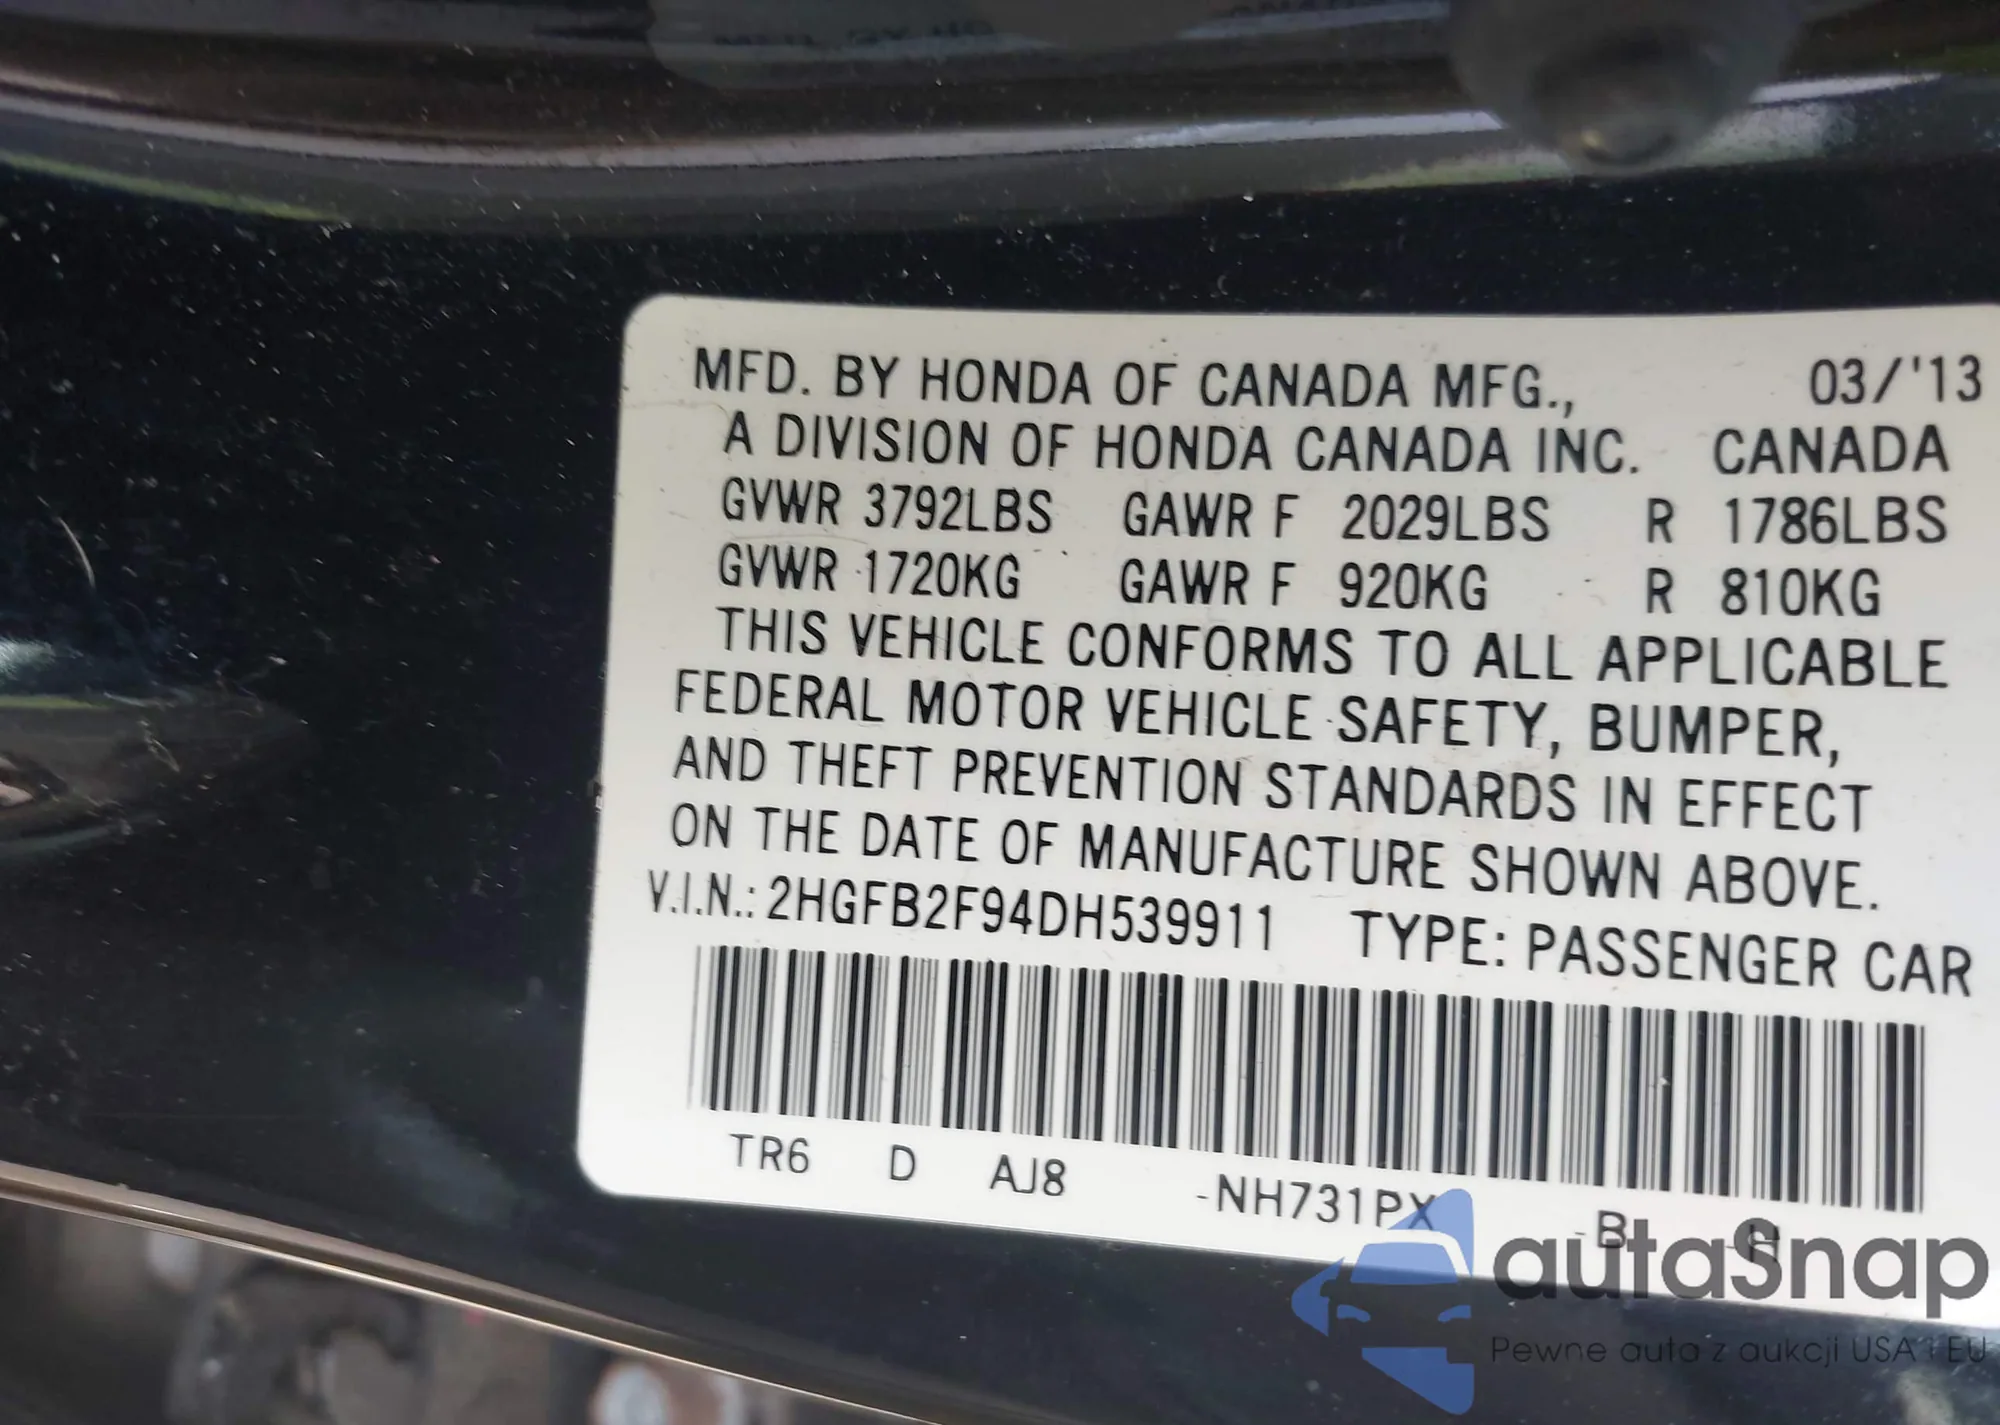 MFD. BY HONDA OF CANADA MFG., 03/'13
A DIVISION OF HONDA CANADA INC. CANADA
GVWR 3792LBS GAWR F 2029LBS R 1786LBS
GVWR 1720KG GAWR F 920KG R 810KG
THIS VEHICLE CONFORMS TO ALL APPLICABLE
FEDERAL MOTOR VEHICLE SAFETY, BUMPER,
AND THEFT PREVENTION STANDARDS IN EFFECT
ON THE DATE OF MANUFACTURE SHOWN ABOVE.
V.I.N.: 2HGFB2F94DH539911 TYPE: PASSENGER CAR
TR6 D AJ8 -NH731PX -B -H
autaSnap
Pewne auta z aukcji USA i EU